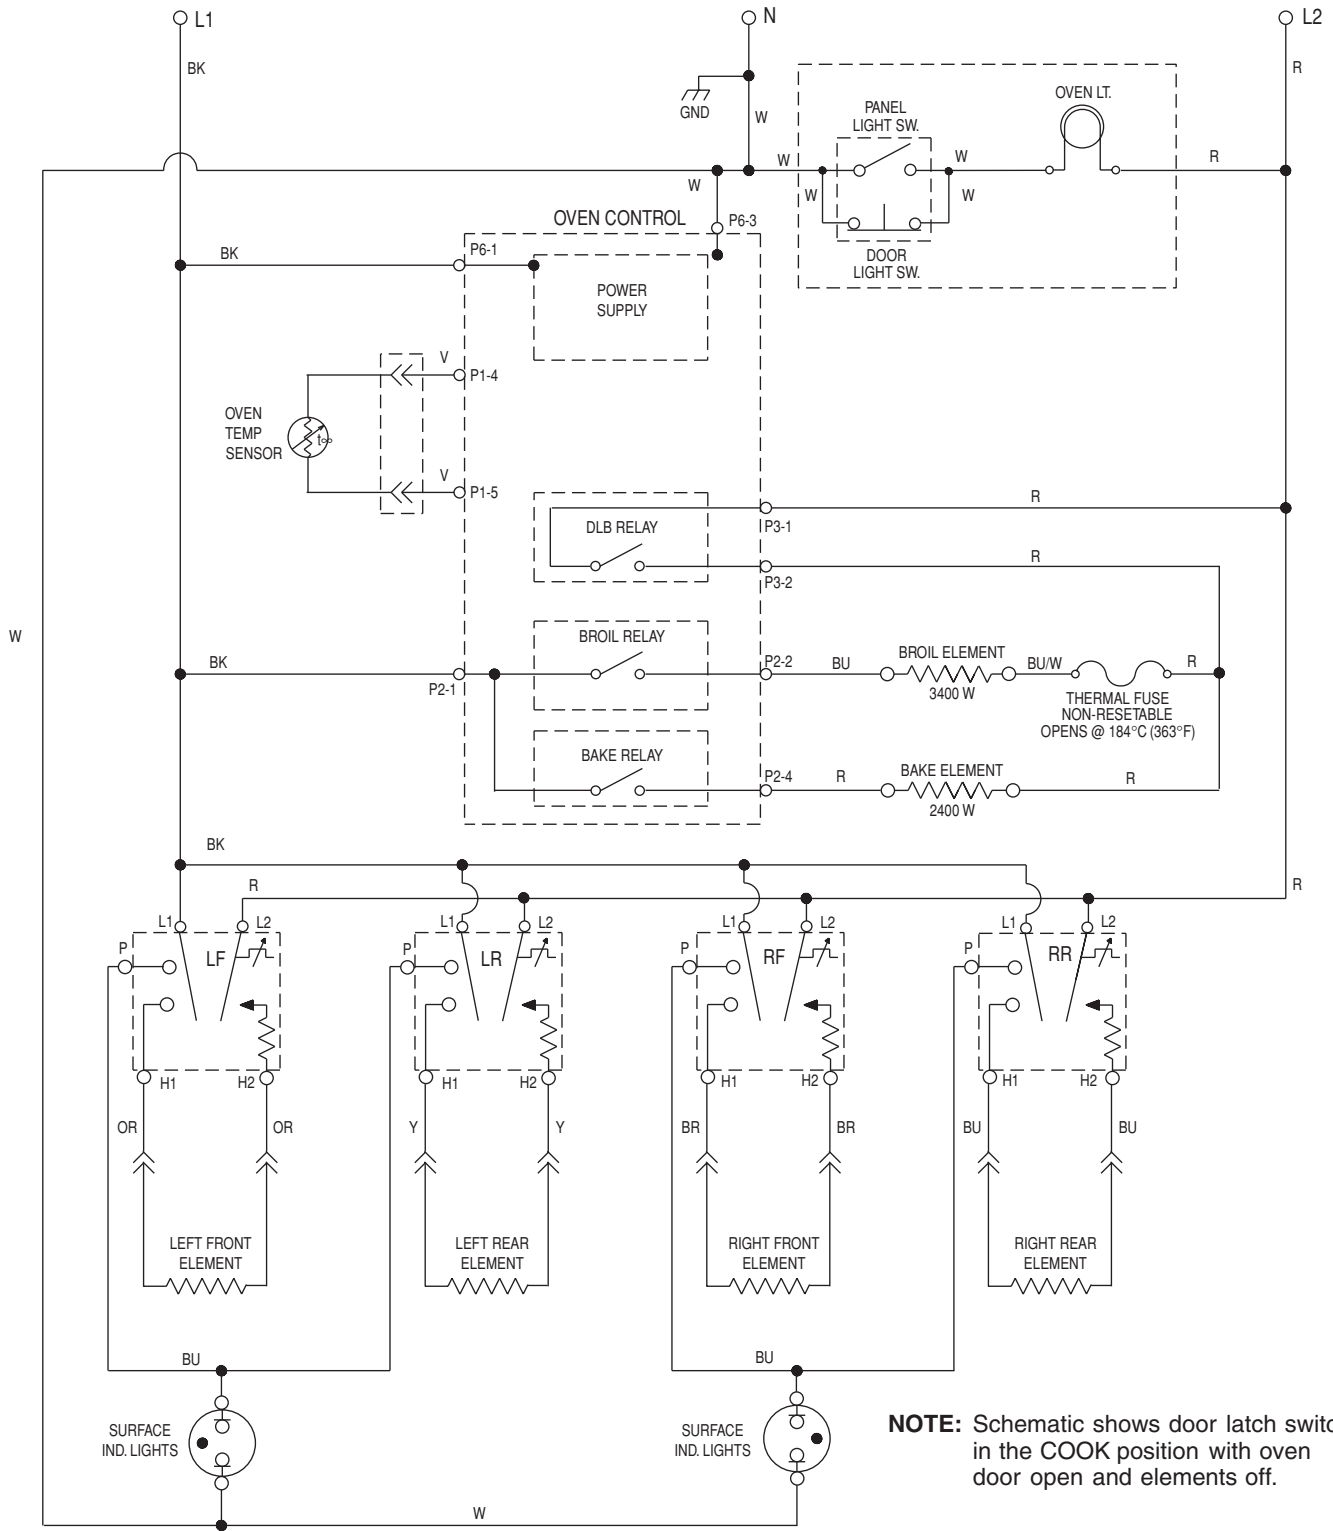 L1
N
L2
BK
R
GND
W
PANEL
LIGHT SW.
OVEN LT.
W
W
R
W
W
W
DOOR
LIGHT SW.
OVEN CONTROL
P6-3
BK
P6-1
POWER
SUPPLY
V
P1-4
OVEN
TEMP
SENSOR
t∞
V
P1-5
DLB RELAY
P3-1
R
P3-2
R
W
BK
P2-1
BROIL RELAY
P2-2
BU
BROIL ELEMENT
3400 W
BU/W
R
THERMAL FUSE
NON-RESETABLE
OPENS @ 184°C (363°F)
BAKE RELAY
P2-4
R
BAKE ELEMENT
2400 W
R
BK
R
R
L1
L2
L1
L2
L1
L2
L1
L2
P
LF
P
LR
P
RF
P
RR
H1
H2
H1
H2
H1
H2
H1
H2
OR
OR
Y
Y
BR
BR
BU
BU
LEFT FRONT
ELEMENT
LEFT REAR
ELEMENT
RIGHT FRONT
ELEMENT
RIGHT REAR
ELEMENT
BU
BU
SURFACE
IND. LIGHTS
SURFACE
IND. LIGHTS
W
NOTE: Schematic shows door latch switc
in the COOK position with oven
door open and elements off.